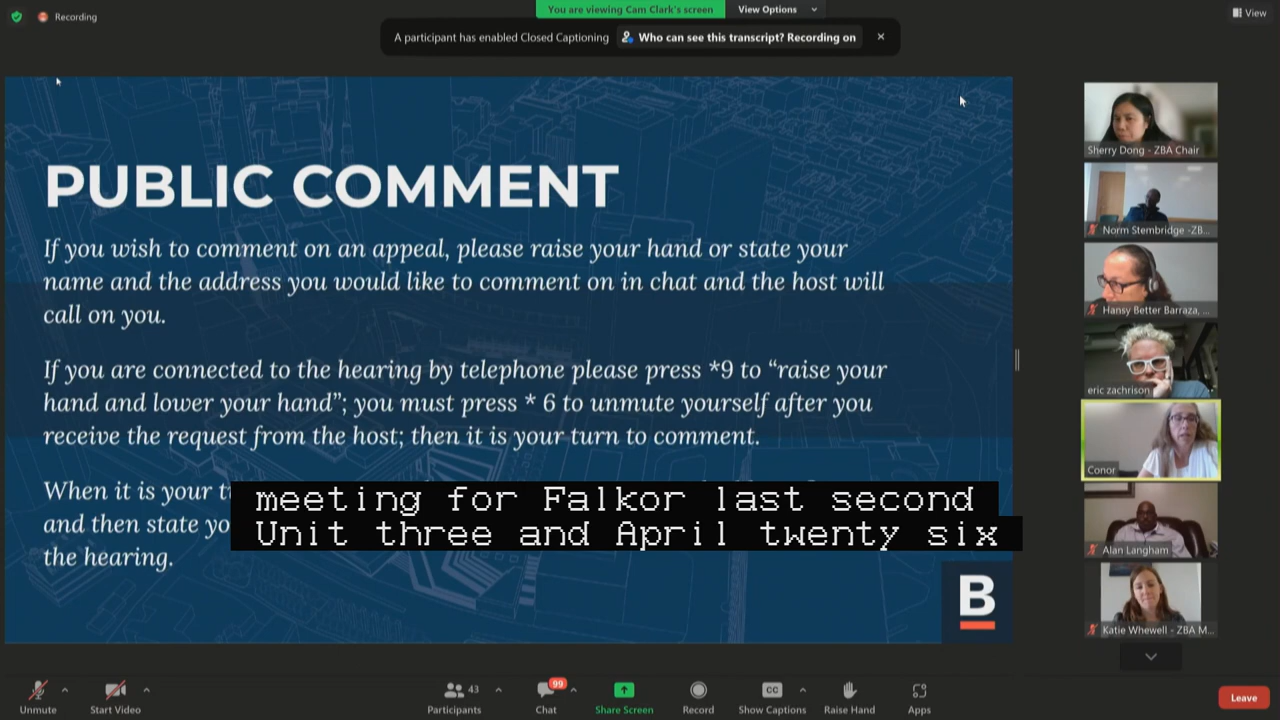 You are viewing Cam Clark's screen
View Options
Recording
View
A participant has enabled Closed Captioning
Who can see this transcript? Recording on
PUBLIC COMMENT
If you wish to comment on an appeal, please raise your hand or state your
name and the address you would like to comment on in chat and the host will
call on you.
If you are connected to the hearing by telephone please press *9 to “raise your
hand and lower your hand”; you must press * 6 to unmute yourself after you
receive the request from the host; then it is your turn to comment.
When it is your
and then state
the hearing.
meeting for Falkor last second
Unit three and April twenty six
B
Sherry Dong - ZBA Chair
Norm Stembridge -ZB...
Hansy Better Barraza, ...
eric zachrison
Conor
Alan Langham
Katie Whewell - ZBA M...
Unmute
Start Video
43
Participants
99
Chat
Share Screen
Record
CC
Show Captions
Raise Hand
Apps
Leave